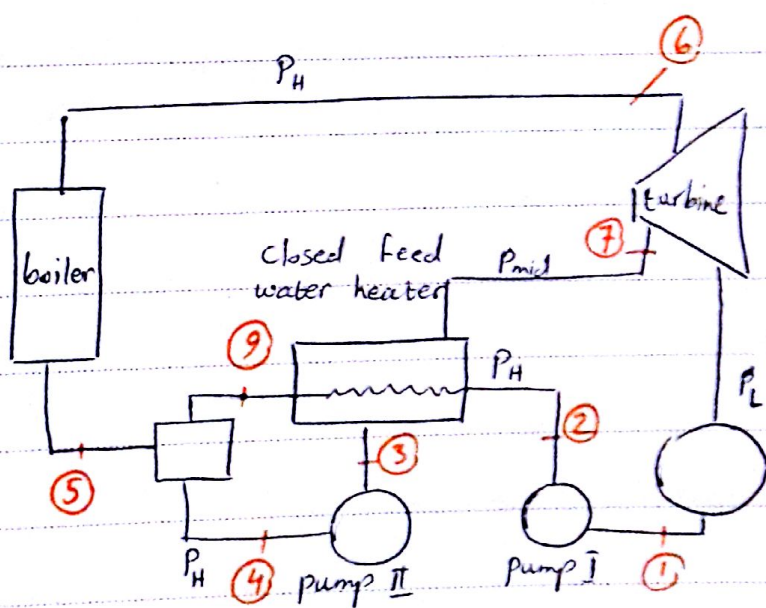 6
P_H
turbine
boiler
7
closed feed
water heater
P_mid
9
P_H
P_L
2
3
5
1
P_H
4
pump II
pump I